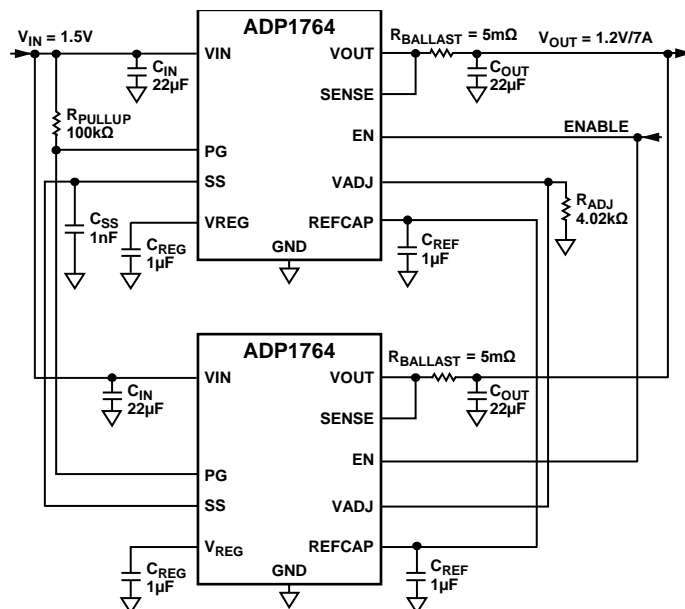 ADP1764
VIN = 1.5V
VIN
CIN
22µF
VOUT
RBALLAST = 5mΩ
VOUT = 1.2V/7A
COUT
22µF
SENSE
RPULLUP
100kΩ
EN
ENABLE
PG
SS
VADJ
RADJ
4.02kΩ
CSS
1nF
VREG
CREG
1µF
REFCAP
CREF
1µF
GND
ADP1764
VIN
CIN
22µF
VOUT
RBALLAST = 5mΩ
COUT
22µF
SENSE
EN
PG
SS
VADJ
VREG
CREG
1µF
REFCAP
CREF
1µF
GND